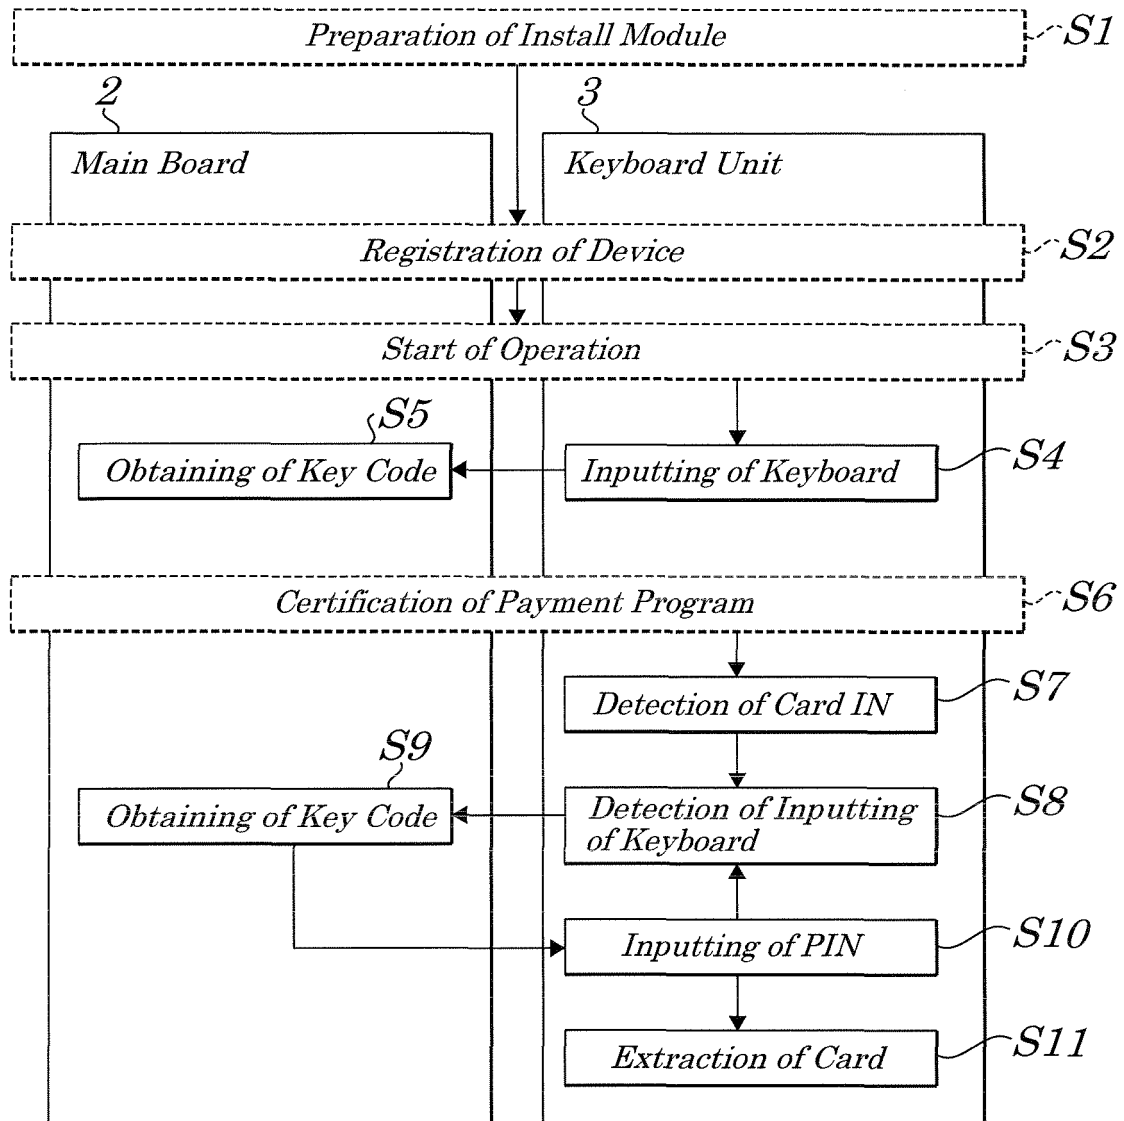 Preparation of Install Module
S1
2
3
Main Board
Keyboard Unit
Registration of Device
S2
Start of Operation
S3
S5
Obtaining of Key Code
Inputting of Keyboard
S4
Certification of Payment Program
S6
Detection of Card IN
S7
S9
Obtaining of Key Code
Detection of Inputting
of Keyboard
S8
Inputting of PIN
S10
Extraction of Card
S11